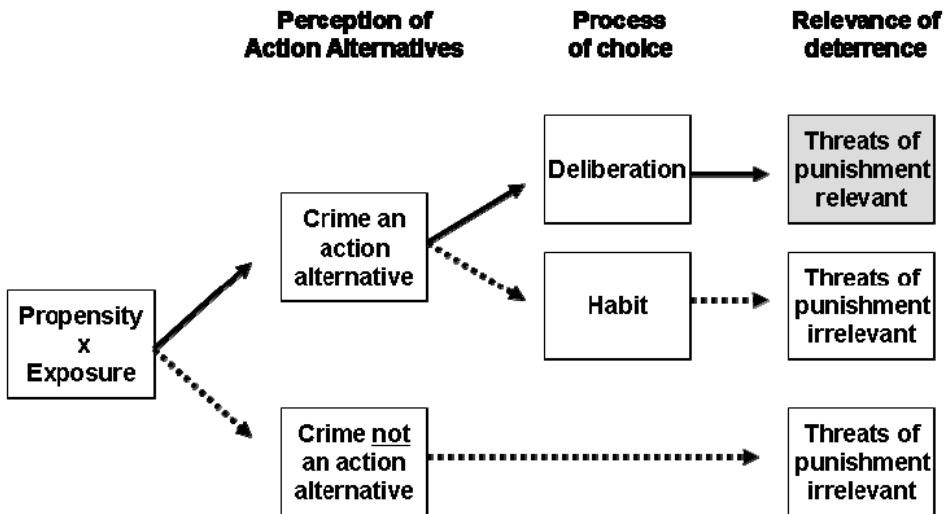 Perception of
Action Alternatives
Process
of choice
Relevance of
deterrence
Propensity
x
Exposure
Crime an
action
alternative
Deliberation
Threats of
punishment
relevant
Habit
Threats of
punishment
irrelevant
Crime not
an action
alternative
Threats of
punishment
irrelevant